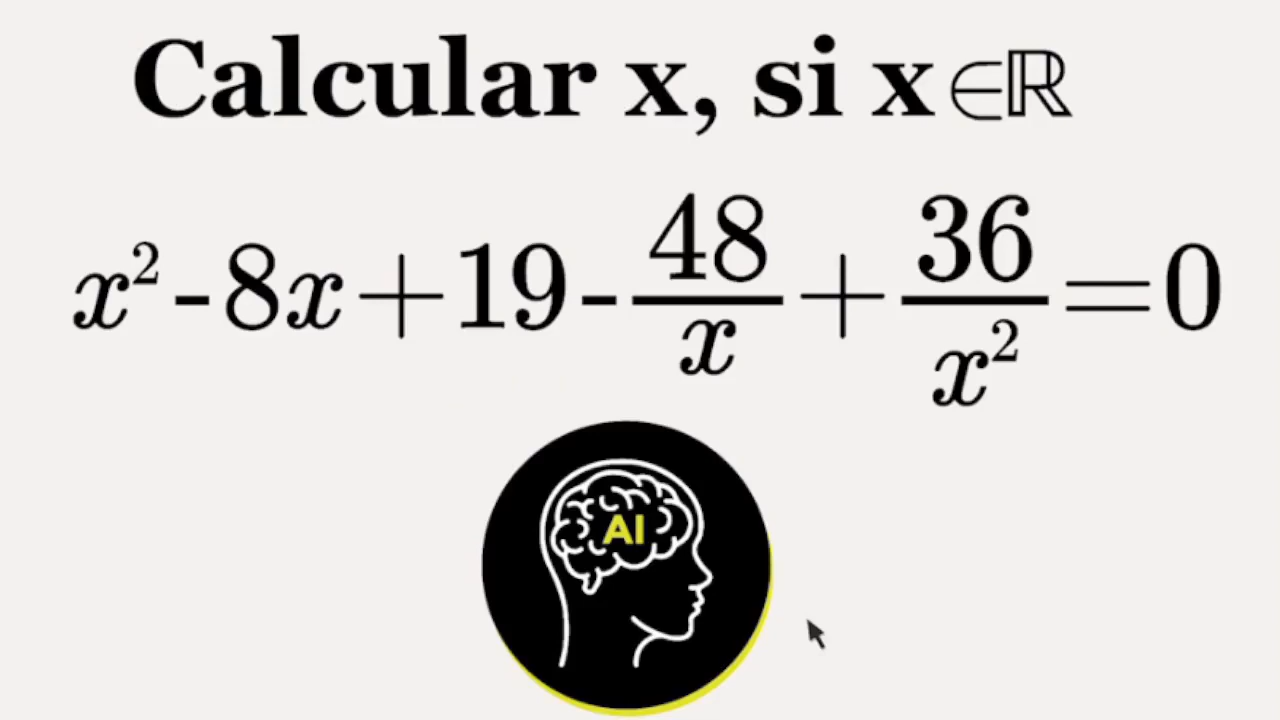 Calcular x, si x∈ℝ
x² - 8x + 19 - 48/x + 36/x² = 0
AI